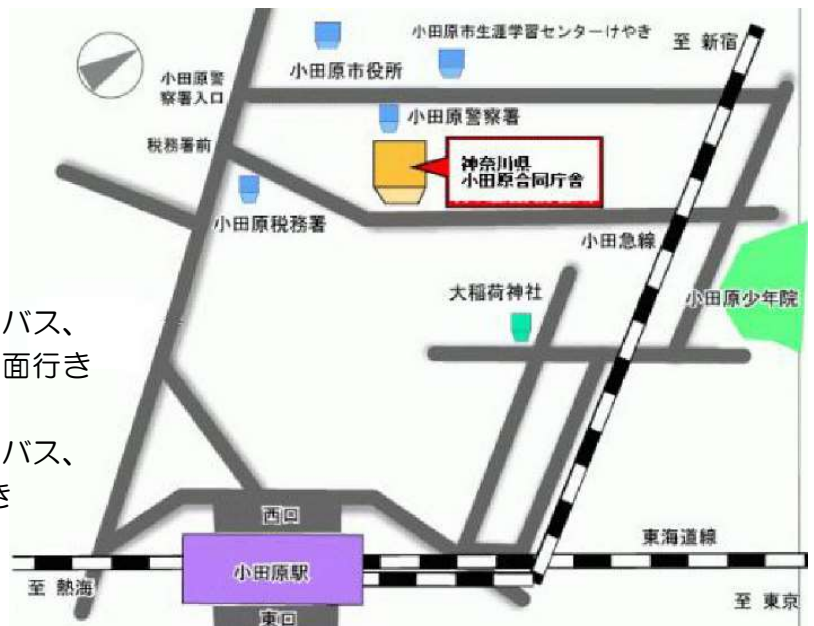 小田原市生涯学習センターけやき
至 新宿
小田原市役所
小田原警
察署入口
小田原警察署
税務署前
神奈川県
小田原合同庁舎
小田原税務署
小田急線
大稲荷神社
小田原少年院
バス、
面行き
バス、
き
西口
東海道線
小田原駅
至 熱海
至 東京
東口